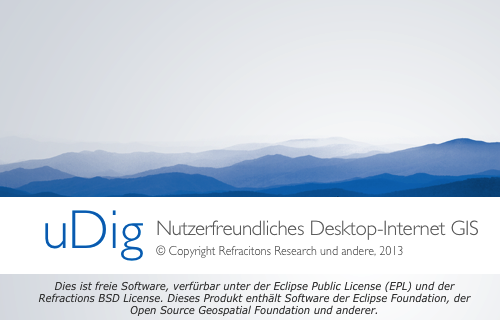 uDig
Nutzerfreundliches Desktop-Internet GIS
© Copyright Refracitons Research und andere, 2013
Dies ist freie Software, verfürbar unter der Eclipse Public License (EPL) und der
Refractions BSD License. Dieses Produkt enthält Software der Eclipse Foundation, der
Open Source Geospatial Foundation und anderer.